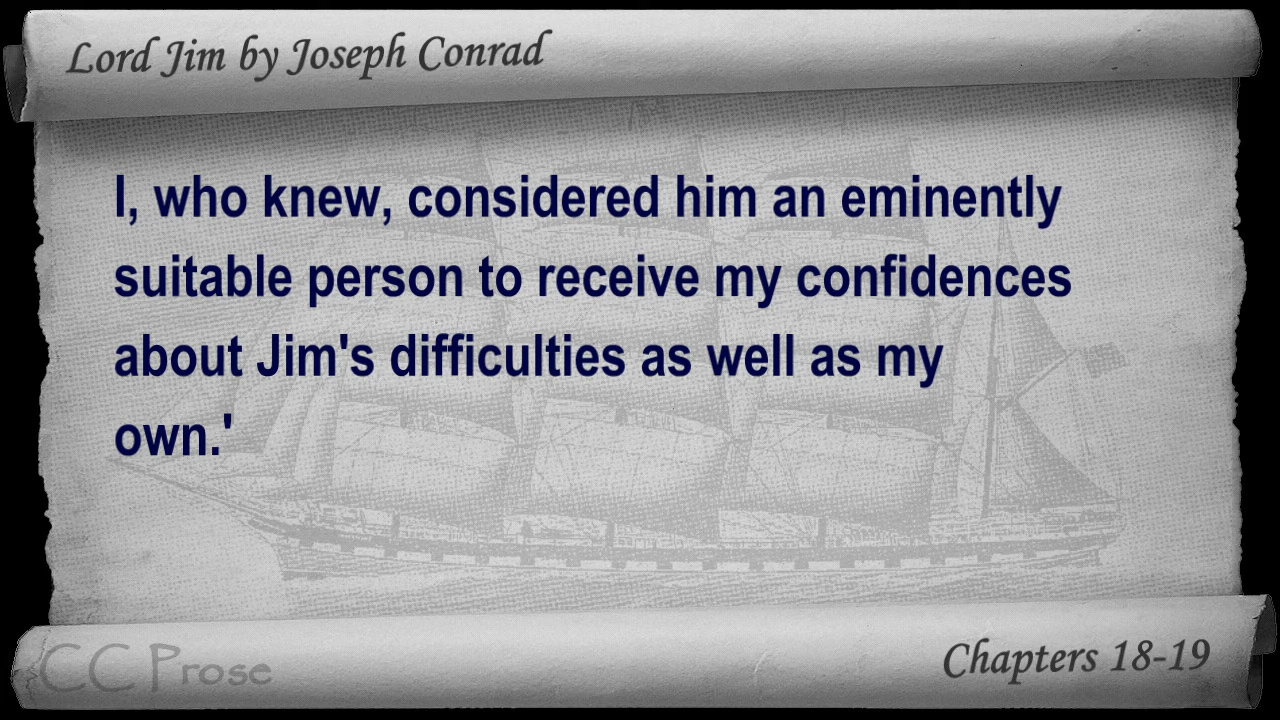 Lord Jim by Joseph Conrad
I, who knew, considered him an eminently
suitable person to receive my confidences
about Jim's difficulties as well as my
own.'
CC Prose
Chapters 18-19